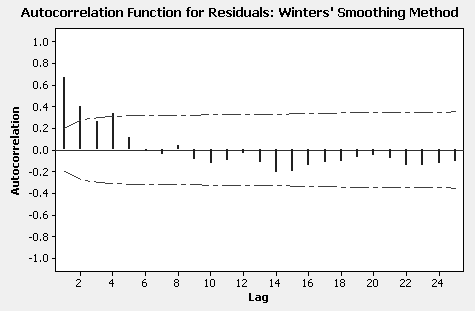 Autocorrelation Function for Residuals: Winters' Smoothing Method
1.0
0.8
0.6
0.4
0.2
0.0
-0.2
-0.4
-0.6
-0.8
-1.0
Autocorrelation
2 4 6 8 10 12 14 16 18 20 22 24
Lag